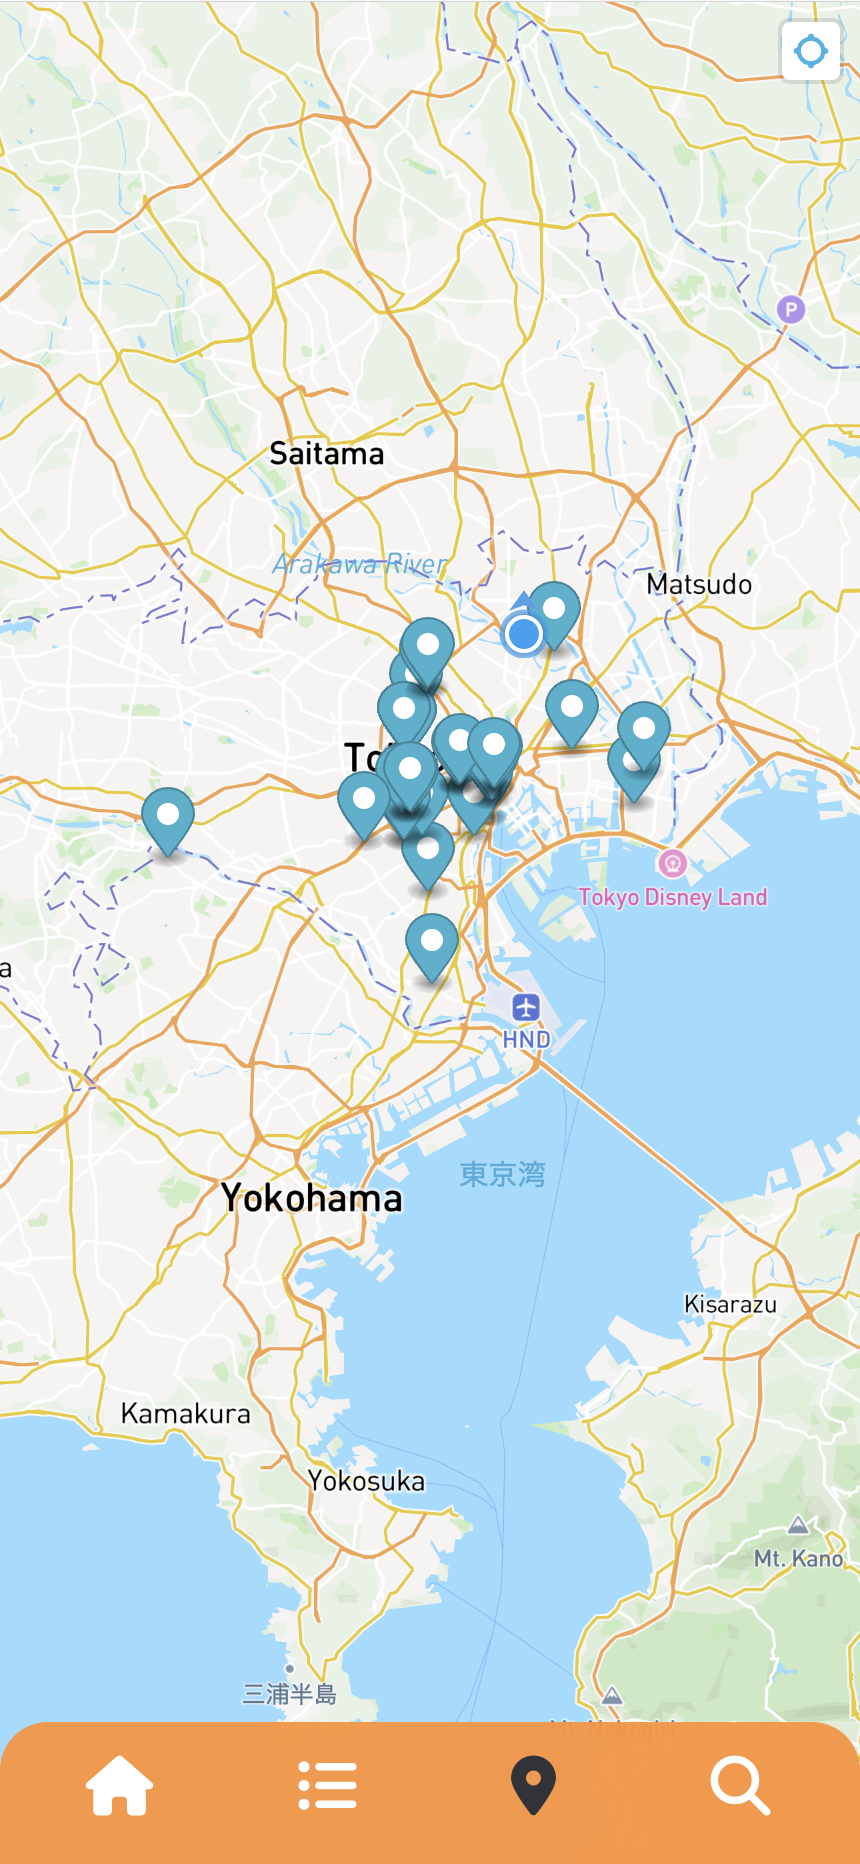 P
Saitama
Arakawa River
Matsudo
Tokyo Disney Land
a
HND
東京湾
Yokohama
Kisarazu
Kamakura
Yokosuka
Mt. Kano
三浦半島